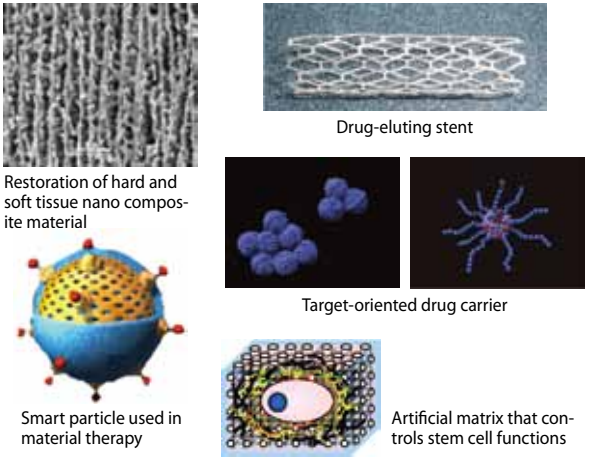 Drug-eluting stent
Restoration of hard and
soft tissue nano compos-
ite material
Target-oriented drug carrier
Smart particle used in
material therapy
Artificial matrix that con-
trols stem cell functions